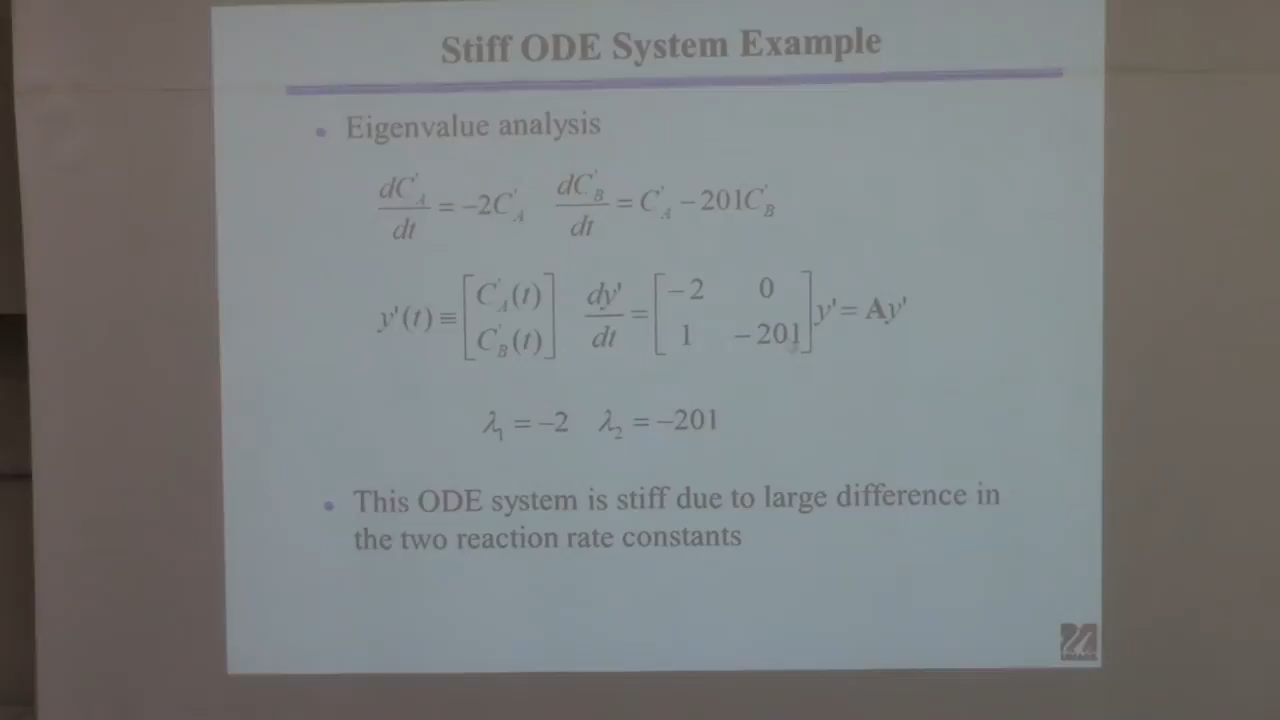 Stiff ODE System Example
• Eigenvalue analysis
dC'_A/dt = -2C'_A   dC'_B/dt = C'_A - 201C'_B
y'(t) ≡ [C'_A(t); C'_B(t)]   dy'/dt = [-2 0; 1 -201] y' = Ay'
λ₁ = -2   λ₂ = -201
• This ODE system is stiff due to large difference in
the two reaction rate constants